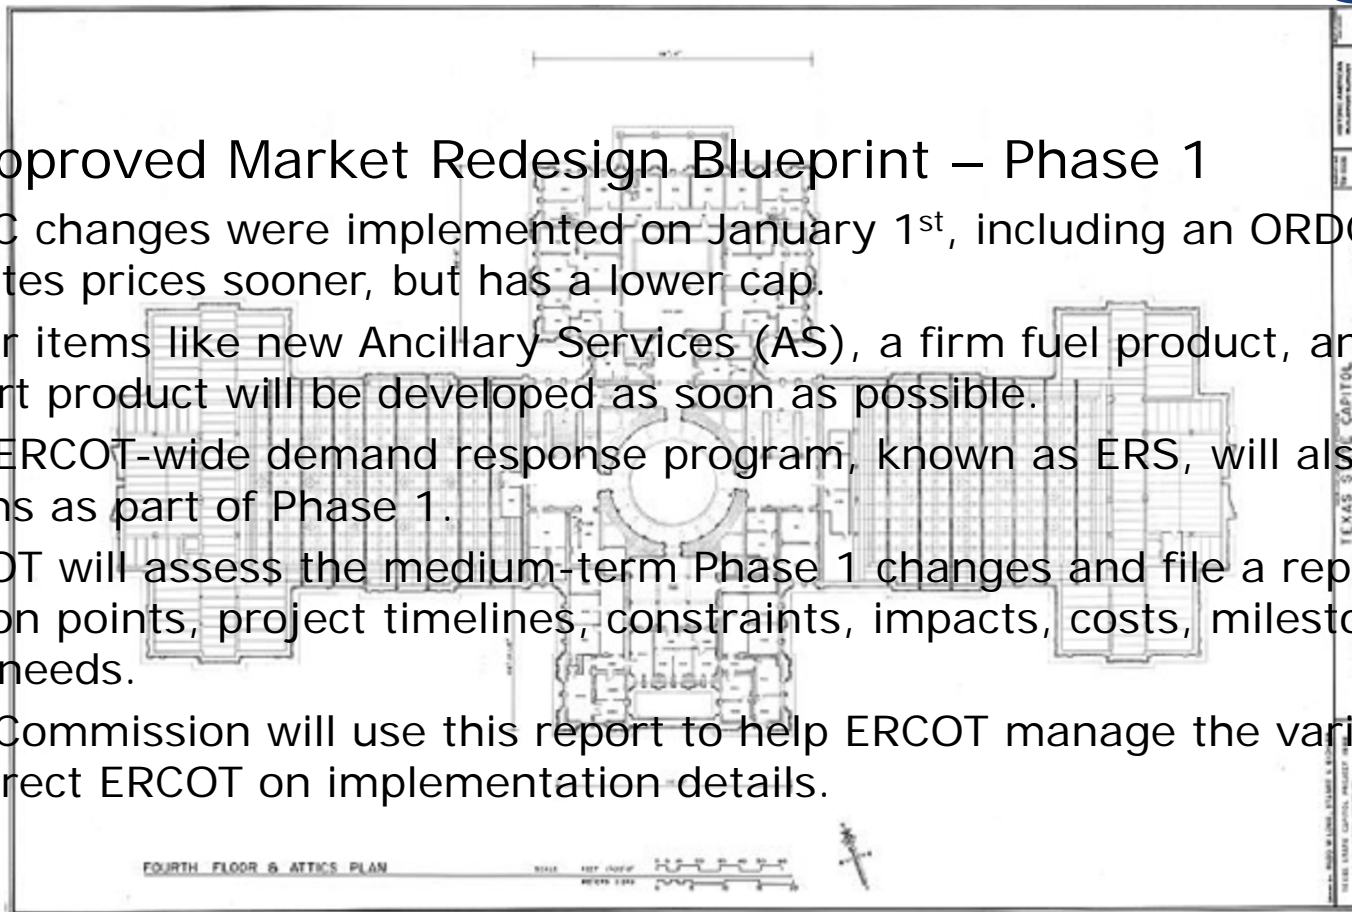 pproved Market Redesign Blueprint – Phase 1
C changes were implemented on January 1st, including an ORDC
tes prices sooner, but has a lower cap.
r items like new Ancillary Services (AS), a firm fuel product, an
rt product will be developed as soon as possible.
ERCOT-wide demand response program, known as ERS, will als
ns as part of Phase 1.
OT will assess the medium-term Phase 1 changes and file a rep
on points, project timelines, constraints, impacts, costs, milesto
needs.
Commission will use this report to help ERCOT manage the vari
rect ERCOT on implementation details.
FOURTH FLOOR & ATTICS PLAN
TEXAS STATE CAPITOL